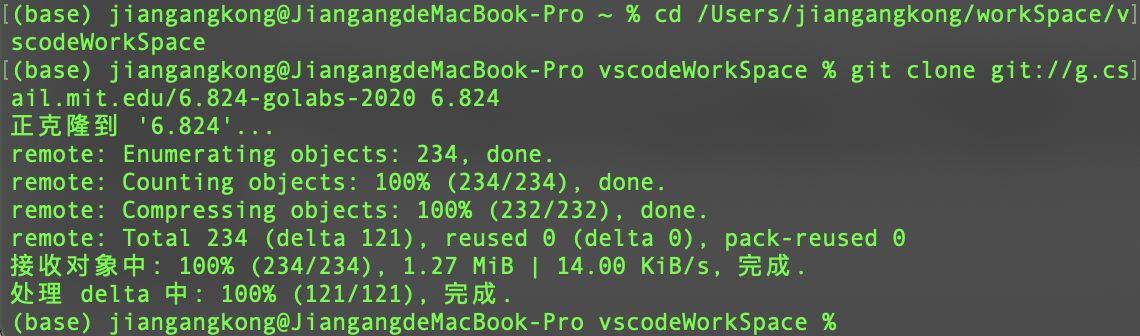 [(base) jiangangkong@JiangangdeMacBook-Pro ~ % cd /Users/jiangangkong/workSpace/v]
scodeWorkSpace
[(base) jiangangkong@JiangangdeMacBook-Pro vscodeWorkSpace % git clone git://g.cs]
ail.mit.edu/6.824-golabs-2020 6.824
正克隆到 '6.824'...
remote: Enumerating objects: 234, done.
remote: Counting objects: 100% (234/234), done.
remote: Compressing objects: 100% (232/232), done.
remote: Total 234 (delta 121), reused 0 (delta 0), pack-reused 0
接收对象中: 100% (234/234), 1.27 MiB | 14.00 KiB/s, 完成.
处理 delta 中: 100% (121/121), 完成.
(base) jiangangkong@JiangangdeMacBook-Pro vscodeWorkSpace %